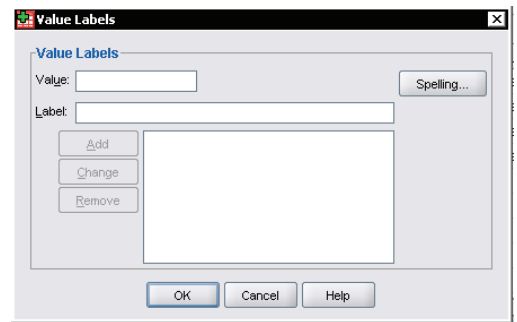 Value Labels
Value Labels
Value:
Spelling...
Label:
Add
Change
Remove
OK Cancel Help